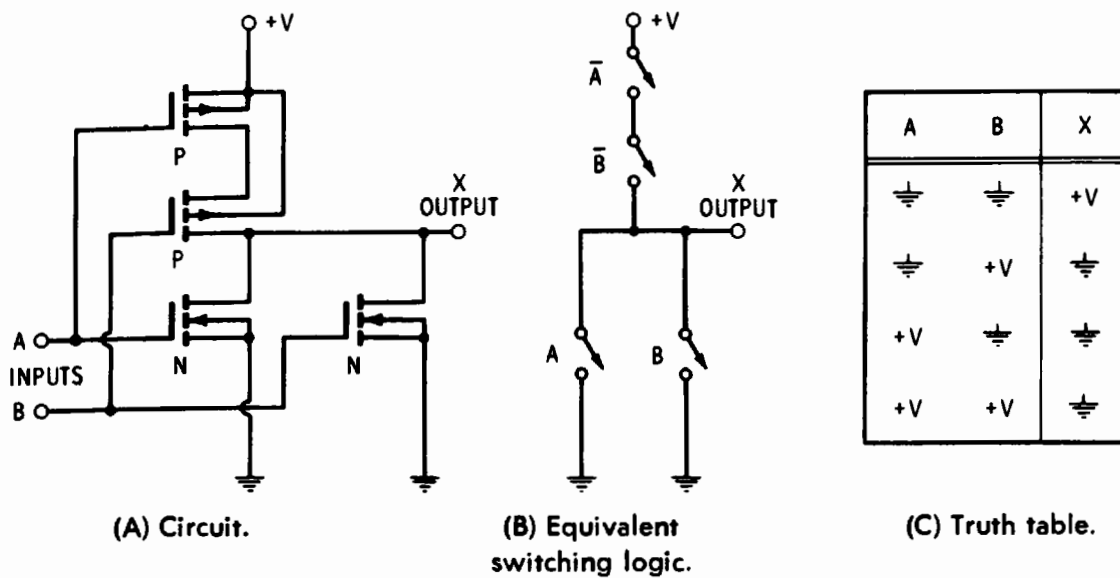 +V
P
P
X
OUTPUT
A
INPUTS
B
N
N
(A) Circuit.
+V
A̅
B̅
X
OUTPUT
A
B
(B) Equivalent
switching logic.
A B X
+V
+V
+V
+V +V
(C) Truth table.